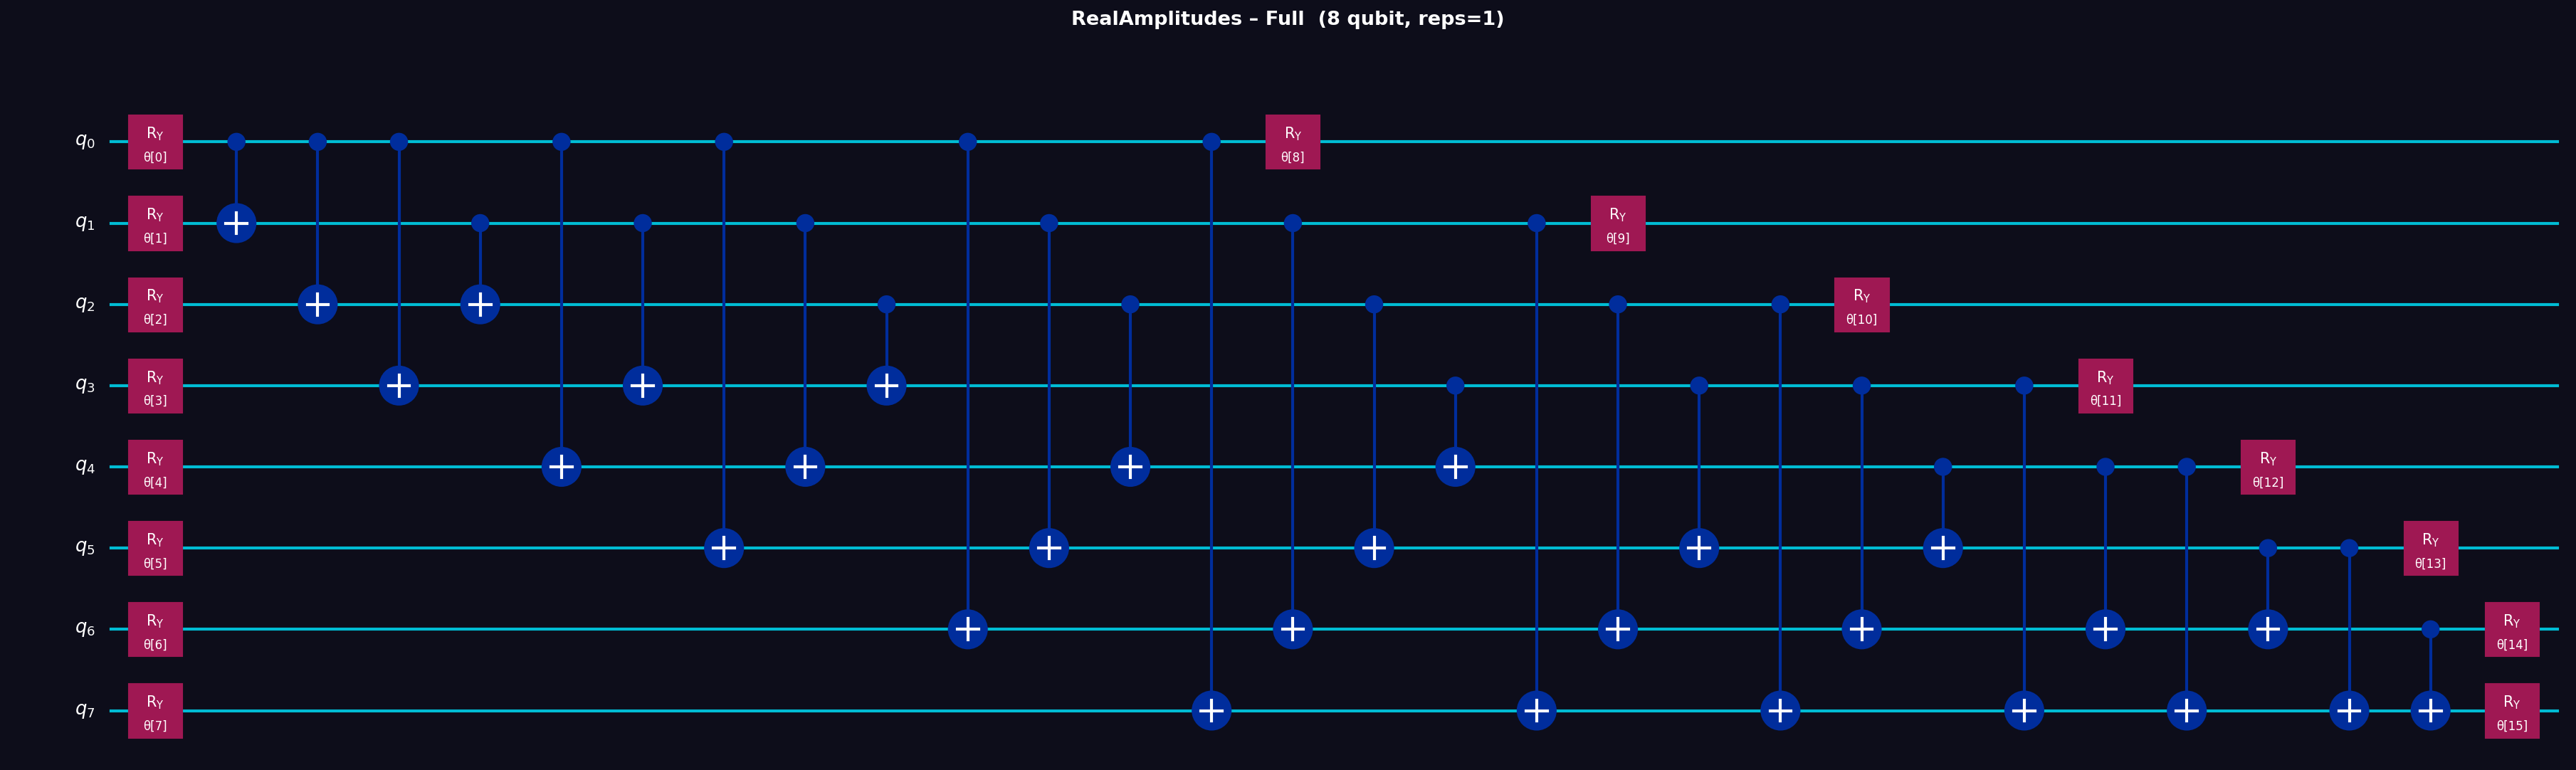 RealAmplitudes – Full (8 qubit, reps=1)
q0 RY θ[0] RY θ[8]
q1 RY θ[1] RY θ[9]
q2 RY θ[2] RY θ[10]
q3 RY θ[3] RY θ[11]
q4 RY θ[4] RY θ[12]
q5 RY θ[5] RY θ[13]
q6 RY θ[6] RY θ[14]
q7 RY θ[7] RY θ[15]